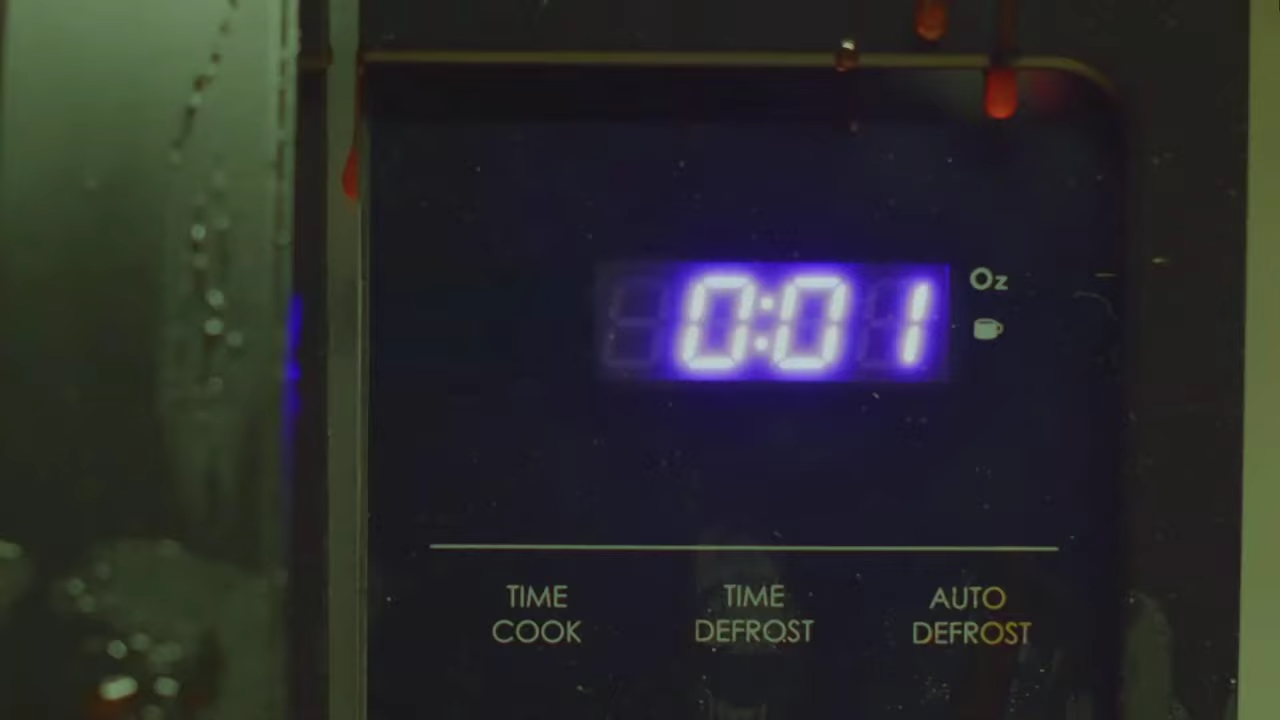 0:01
Oz
TIME COOK
TIME DEFROST
AUTO DEFROST